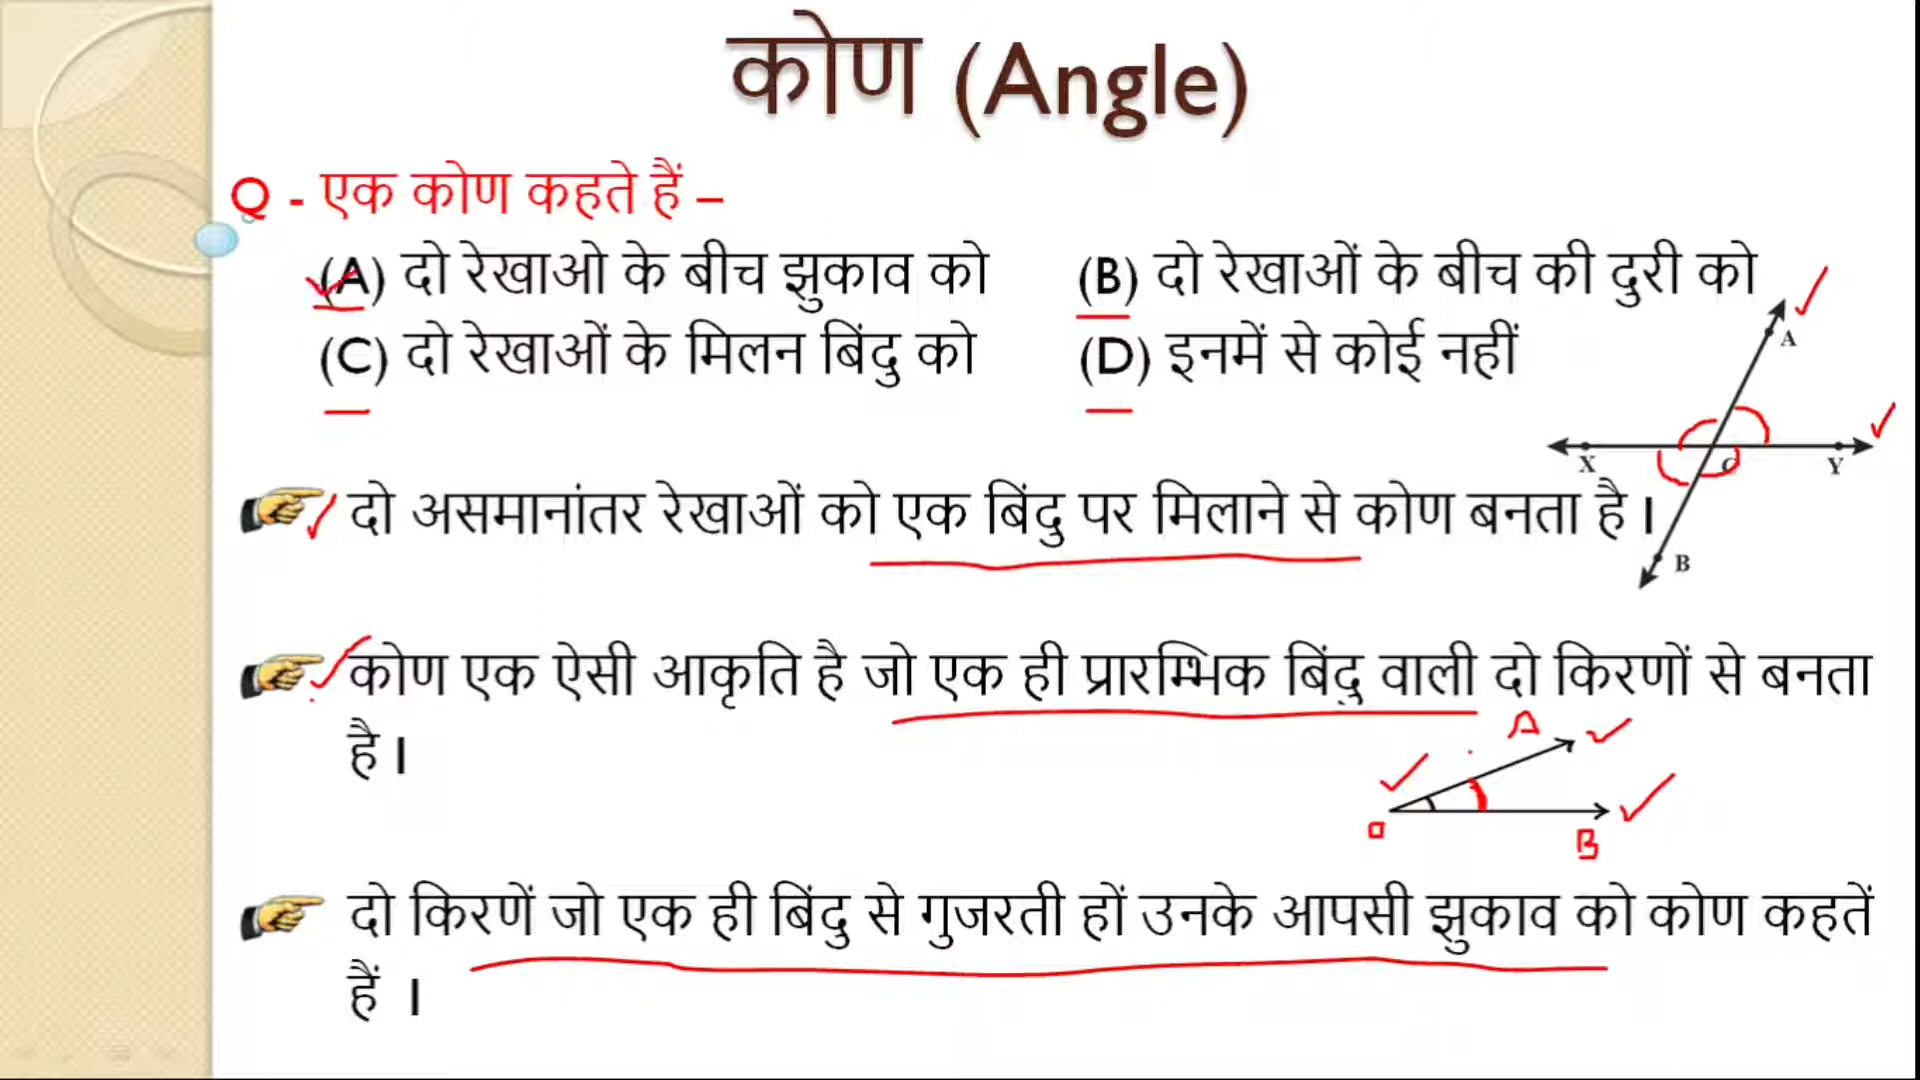 कोण (Angle)
Q - एक कोण कहते हैं –
(A) दो रेखाओ के बीच झुकाव को (B) दो रेखाओं के बीच की दुरी को
(C) दो रेखाओं के मिलन बिंदु को (D) इनमें से कोई नहीं
A
X C Y
दो असमानांतर रेखाओं को एक बिंदु पर मिलाने से कोण बनता है ।
B
कोण एक ऐसी आकृति है जो एक ही प्रारम्भिक बिंदु वाली दो किरणों से बनता
है ।
A
O B
दो किरणें जो एक ही बिंदु से गुजरती हों उनके आपसी झुकाव को कोण कहतें
हैं ।